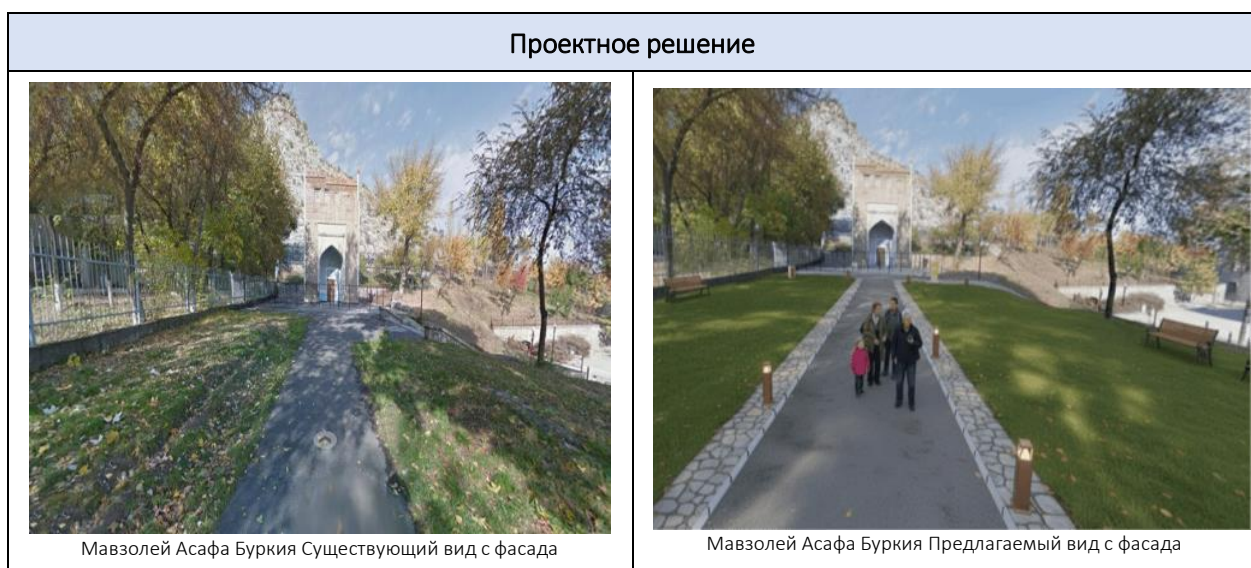 Проектное решение
Мавзолей Асафа Буркия Существующий вид с фасада
Мавзолей Асафа Буркия Предлагаемый вид с фасада